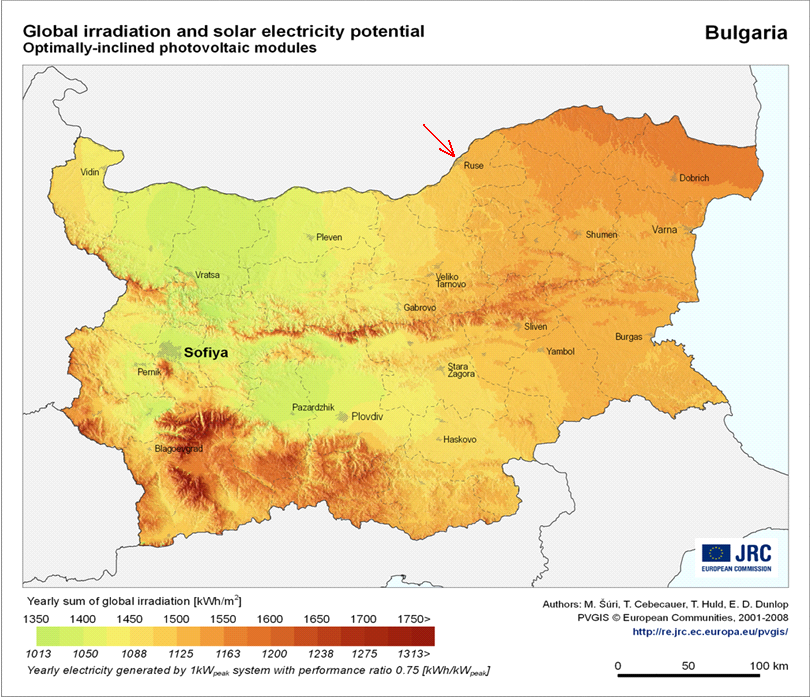 Global irradiation and solar electricity potential
Optimally-inclined photovoltaic modules
Bulgaria
Vidin
Ruse
Dobrich
Pleven
Shumen
Varna
Vratsa
Veliko
Tarnovo
Gabrovo
Sliven
Burgas
Sofiya
Yambol
Pernik
Stara
Zagora
Pazardzhik
Plovdiv
Haskovo
Blagoevgrad
JRC
EUROPEAN COMMISSION
Yearly sum of global irradiation [kWh/m²]
1350 1400 1450 1500 1550 1600 1650 1700 1750>
1013 1050 1088 1125 1163 1200 1238 1275 1313>
Yearly electricity generated by 1kWpeak system with performance ratio 0.75 [kWh/kWpeak]
Authors: M. Šúri, T. Cebecauer, T. Huld, E. D. Dunlop
PVGIS © European Communities, 2001-2008
http://re.jrc.ec.europa.eu/pvgis/
0 50 100 km